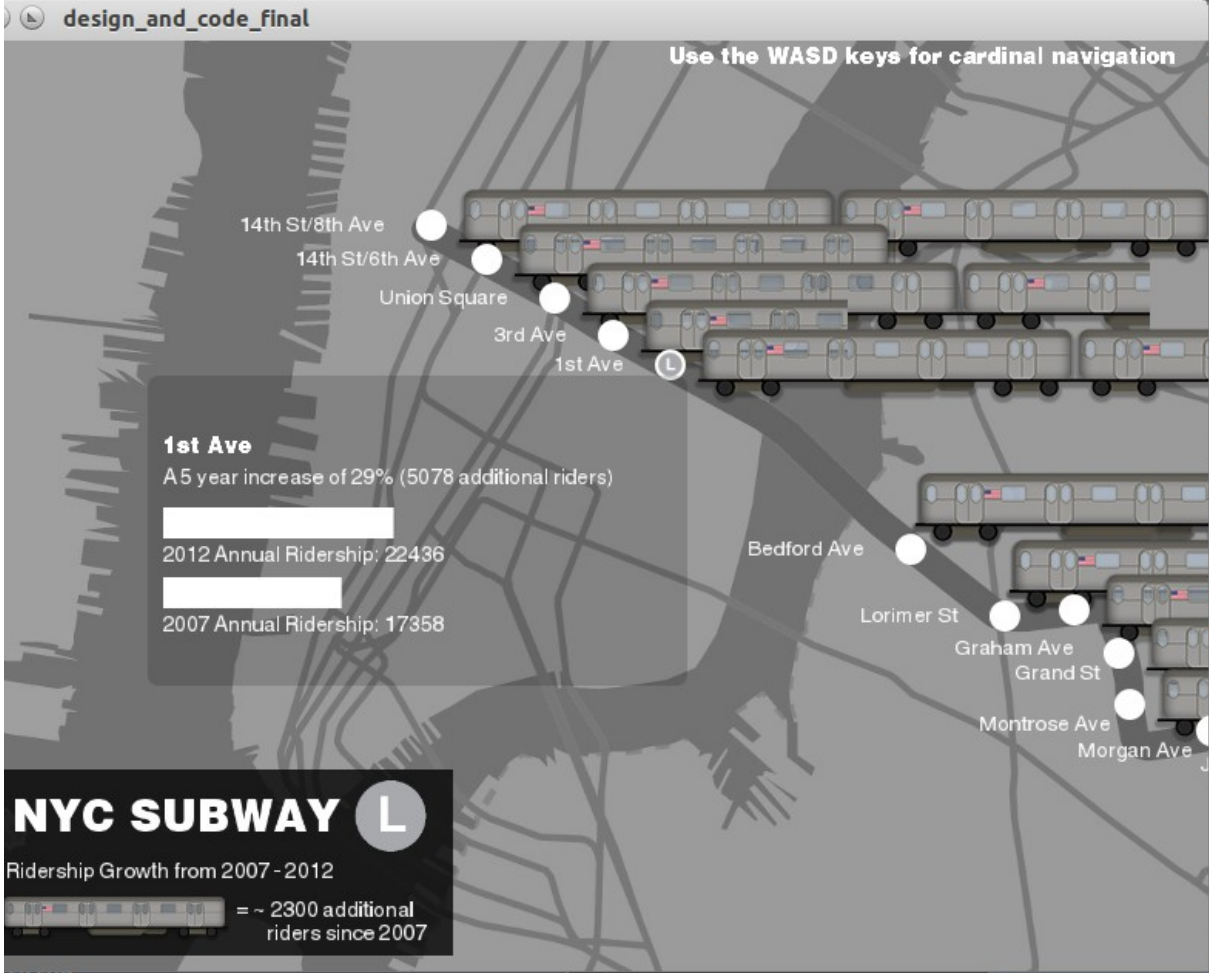 design_and_code_final
Use the WASD keys for cardinal navigation
14th St/8th Ave
14th St/6th Ave
Union Square
3rd Ave
1st Ave
L
1st Ave
A 5 year increase of 29% (5078 additional riders)
2012 Annual Ridership: 22436
2007 Annual Ridership: 17358
Bedford Ave
Lorimer St
Graham Ave
Grand St
Montrose Ave
Morgan Ave
J
NYC SUBWAY L
Ridership Growth from 2007 - 2012
= ~ 2300 additional
riders since 2007